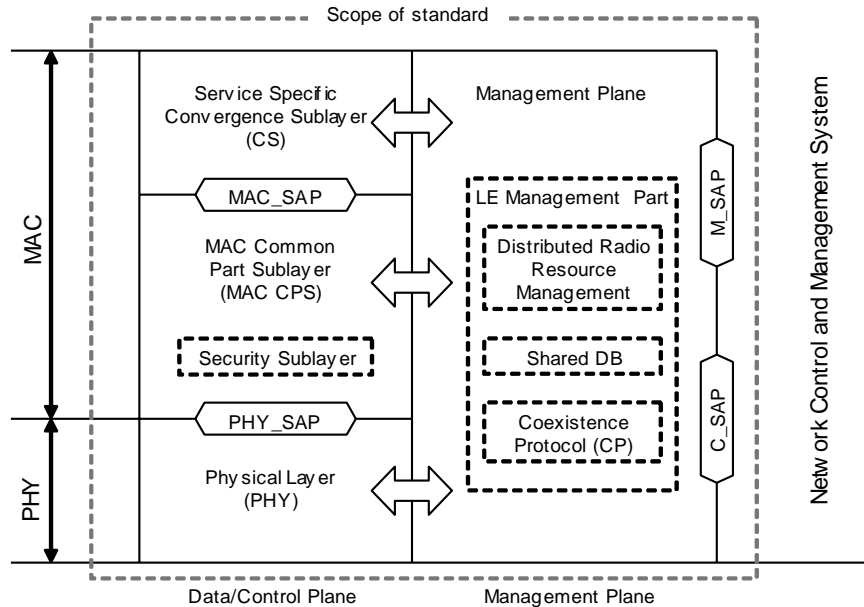 Scope of standard
Service Specific
Convergence Sublayer
(CS)
Management Plane
MAC_SAP
LE Management Part
MAC Common
Part Sublayer
(MAC CPS)
Distributed Radio
Resource
Management
Security Sublayer
Shared DB
PHY_SAP
Coexistence
Protocol (CP)
Physical Layer
(PHY)
MAC
PHY
M_SAP
C_SAP
Network Control and Management System
Data/Control Plane
Management Plane